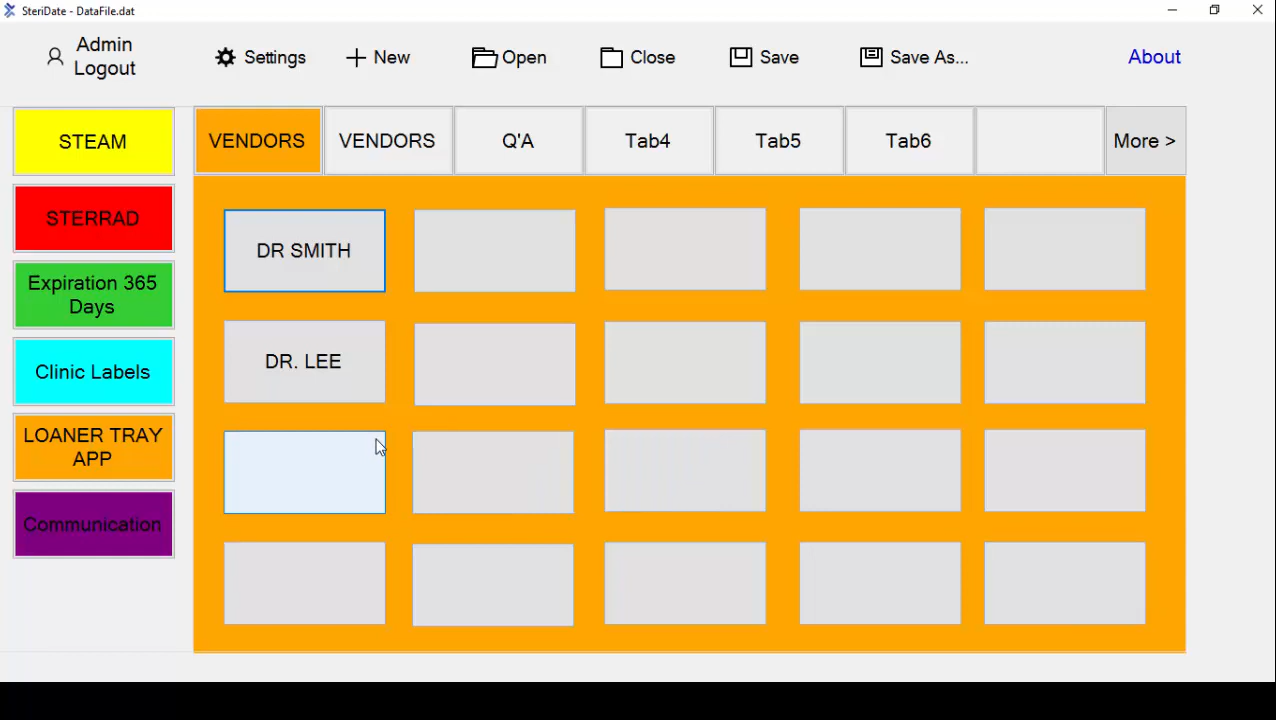 SteriDate - DataFile.dat
Admin
Logout
Settings
New
Open
Close
Save
Save As...
About
STEAM
STERRAD
Expiration 365
Days
Clinic Labels
LOANER TRAY
APP
Communication
VENDORS
VENDORS
Q'A
Tab4
Tab5
Tab6
More >
DR SMITH
DR. LEE